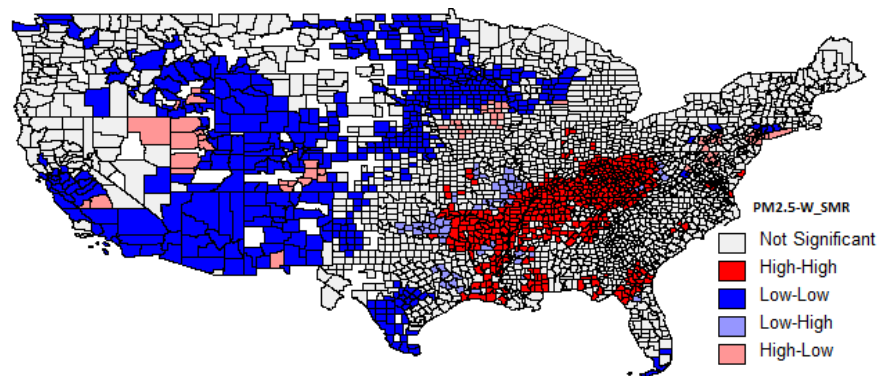 PM2.5-W_SMR
Not Significant
High-High
Low-Low
Low-High
High-Low